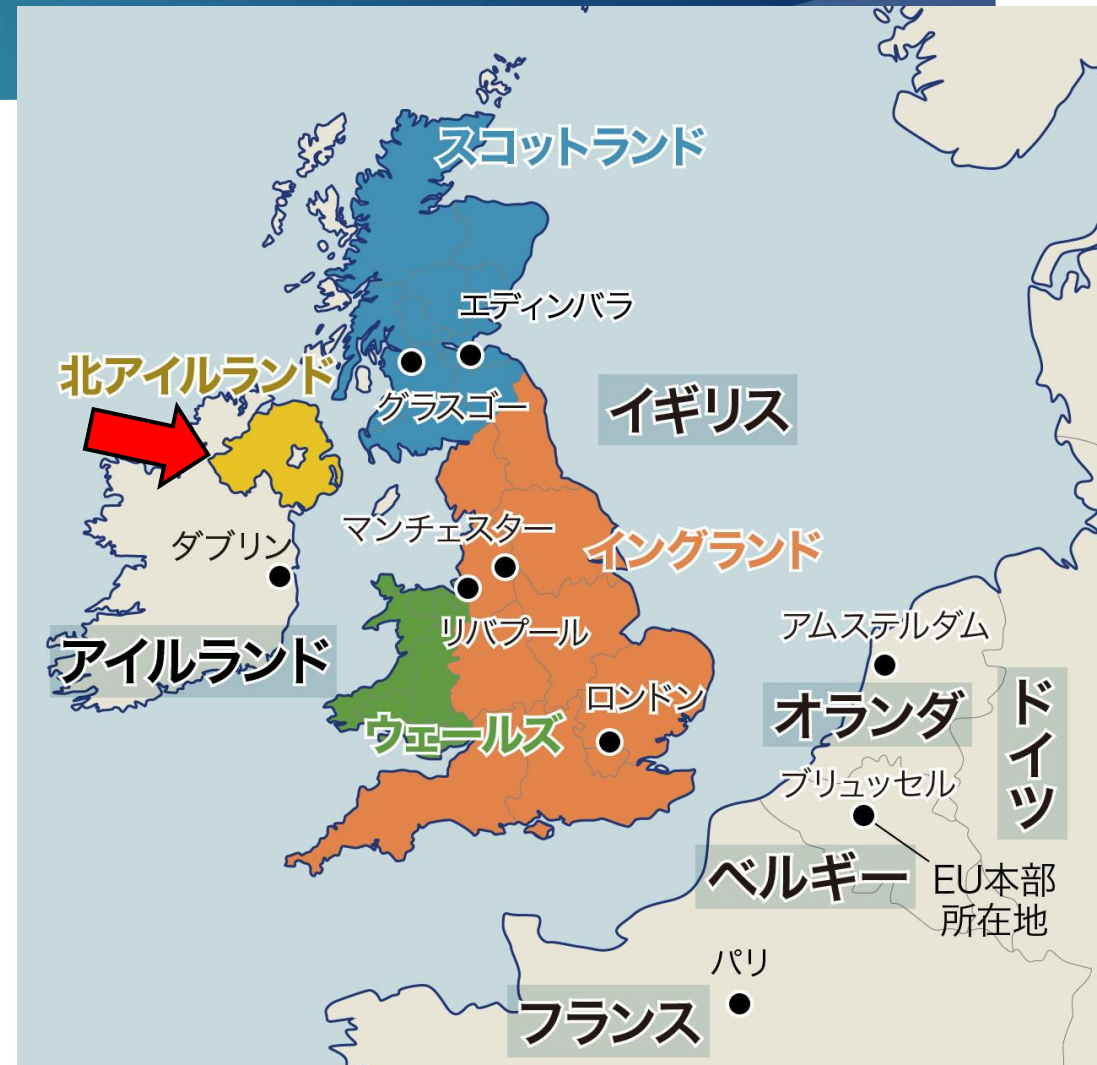 スコットランド
エディンバラ
北アイルランド
グラスゴー
イギリス
マンチェスター
イングランド
ダブリン
リバプール
アムステルダム
アイルランド
ロンドン
オランダ
ドイツ
ウェールズ
ブリュッセル
ベルギー
EU本部
所在地
パリ
フランス